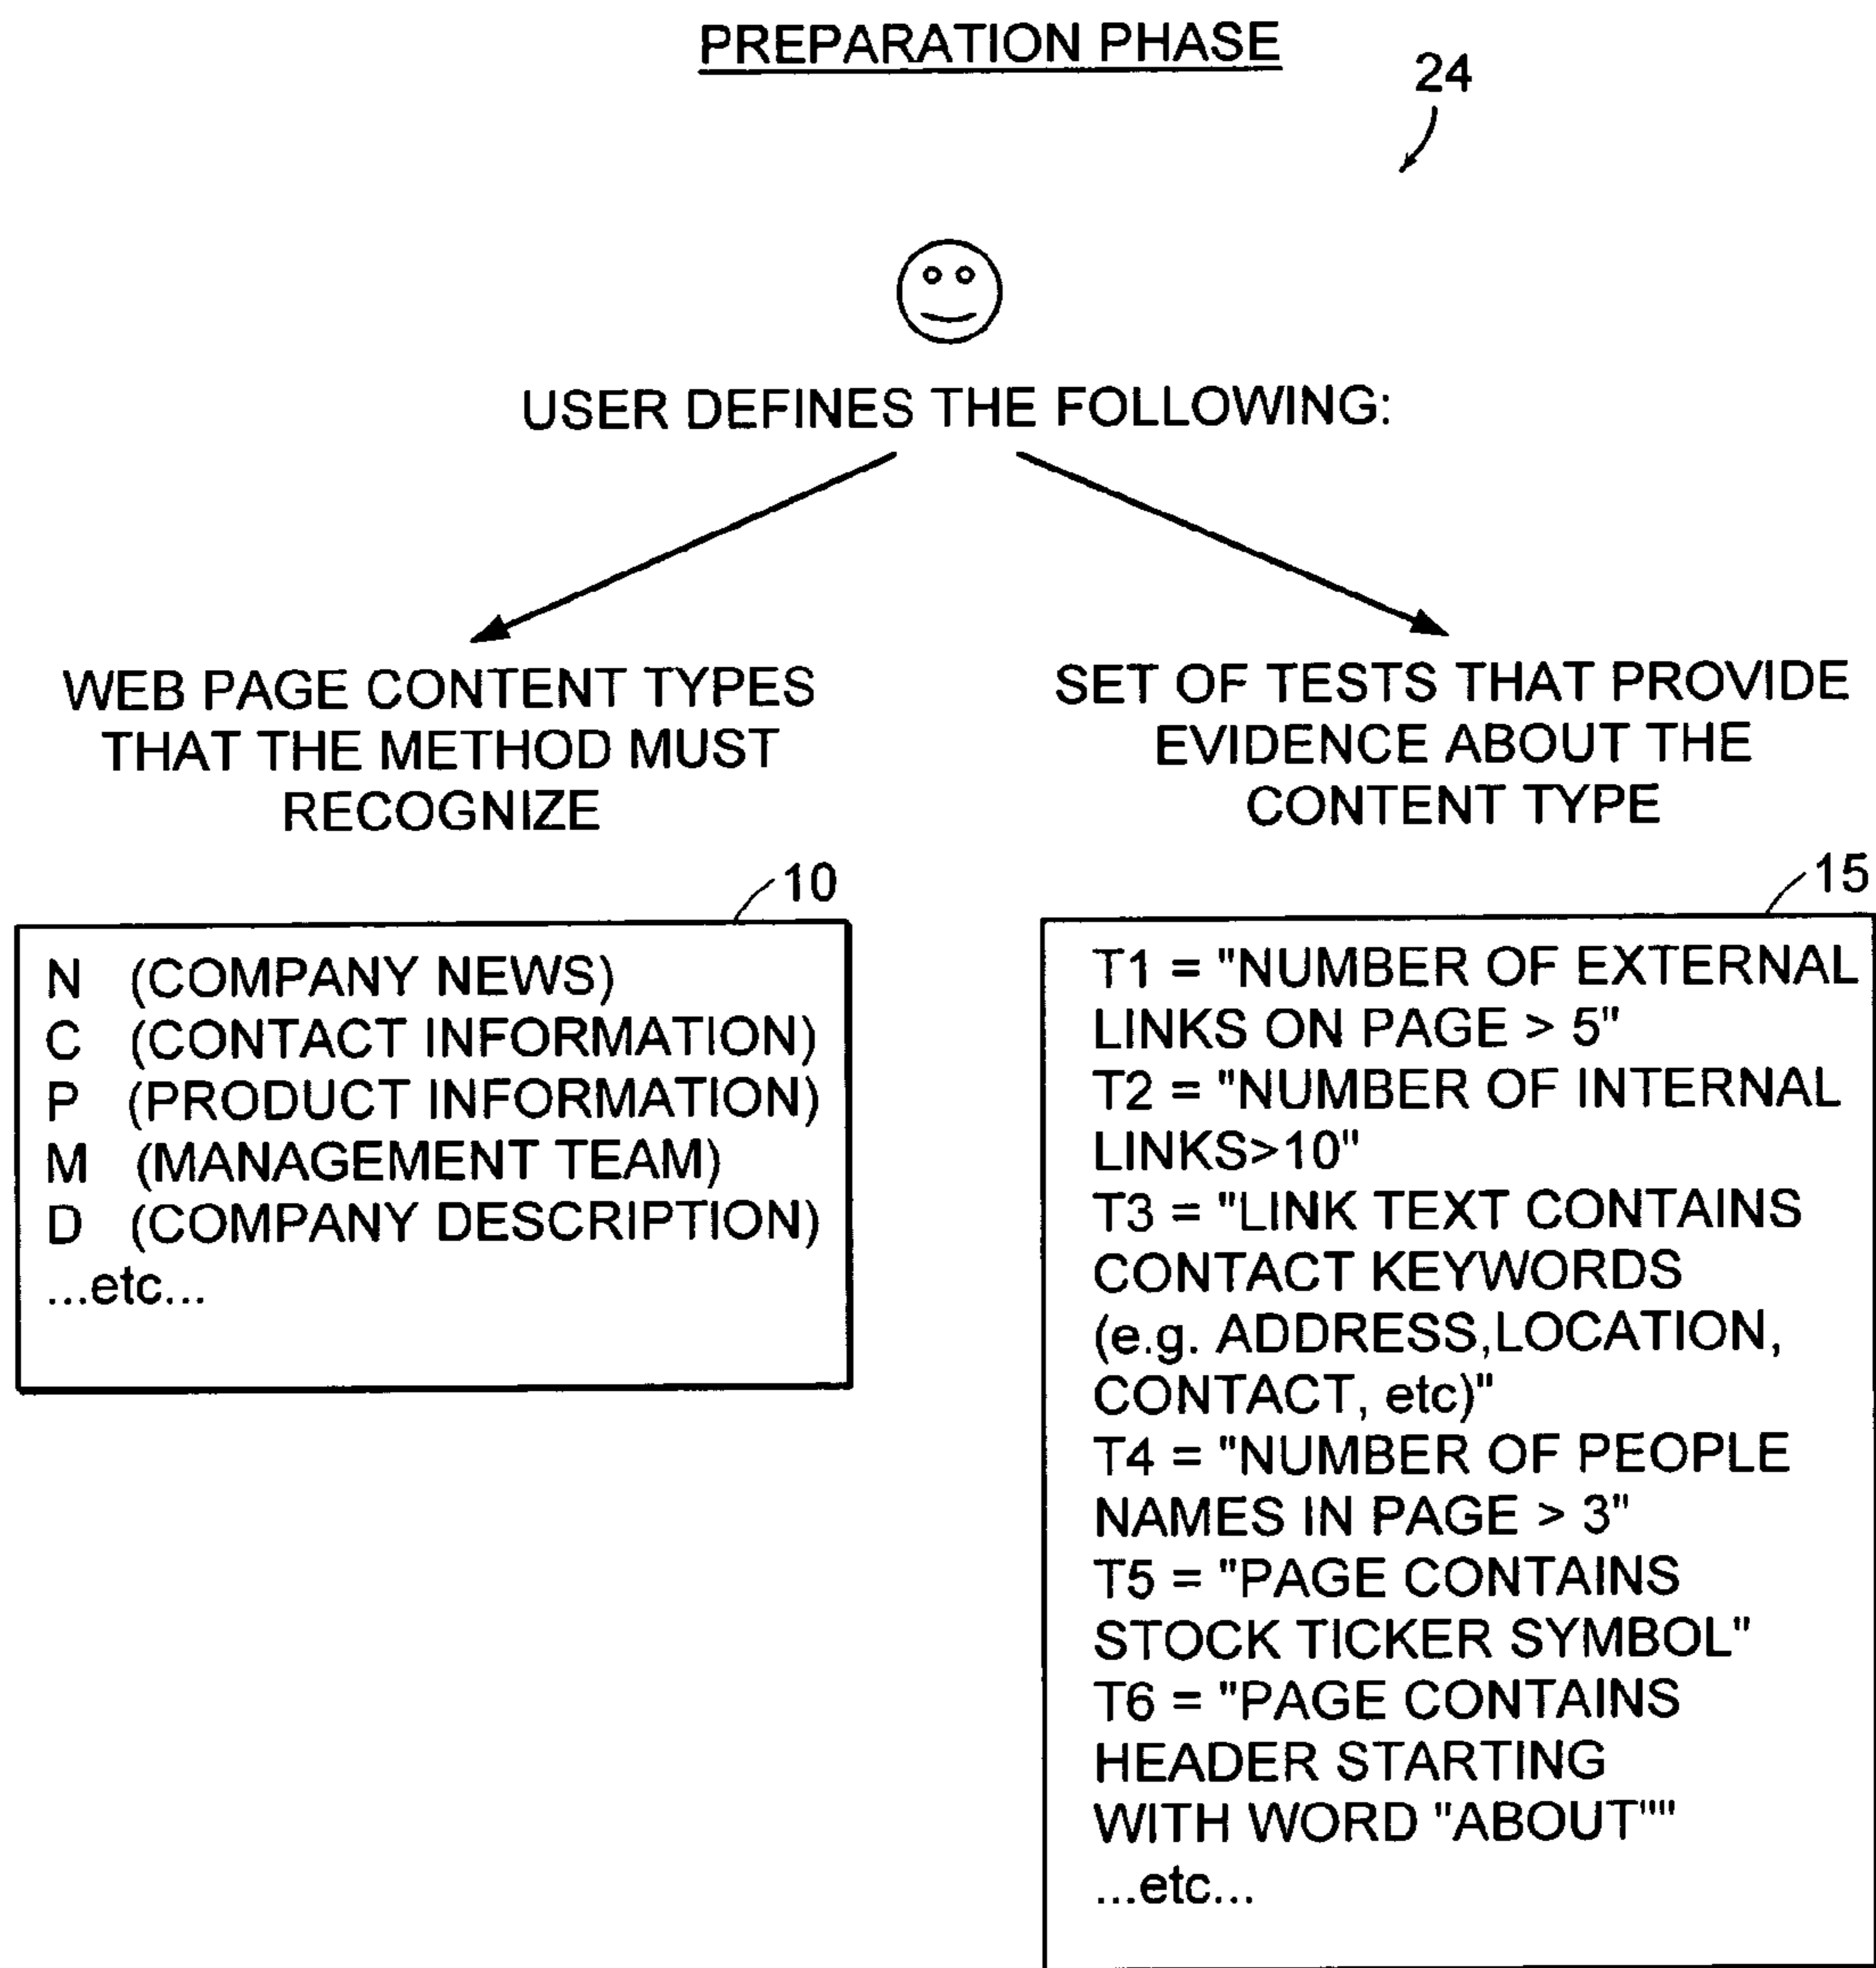 PREPARATION PHASE
24
USER DEFINES THE FOLLOWING:
WEB PAGE CONTENT TYPES
THAT THE METHOD MUST
RECOGNIZE
10
N (COMPANY NEWS)
C (CONTACT INFORMATION)
P (PRODUCT INFORMATION)
M (MANAGEMENT TEAM)
D (COMPANY DESCRIPTION)
...etc...
SET OF TESTS THAT PROVIDE
EVIDENCE ABOUT THE
CONTENT TYPE
15
T1 = "NUMBER OF EXTERNAL
LINKS ON PAGE > 5"
T2 = "NUMBER OF INTERNAL
LINKS>10"
T3 = "LINK TEXT CONTAINS
CONTACT KEYWORDS
(e.g. ADDRESS,LOCATION,
CONTACT, etc)"
T4 = "NUMBER OF PEOPLE
NAMES IN PAGE > 3"
T5 = "PAGE CONTAINS
STOCK TICKER SYMBOL"
T6 = "PAGE CONTAINS
HEADER STARTING
WITH WORD "ABOUT""
...etc...